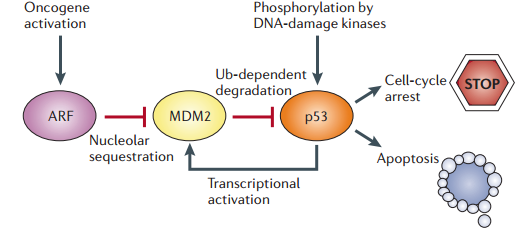 Oncogene
activation
Phosphorylation by
DNA-damage kinases
Ub-dependent
degradation
Cell-cycle
arrest
STOP
ARF
MDM2
p53
Nucleolar
sequestration
Apoptosis
Transcriptional
activation